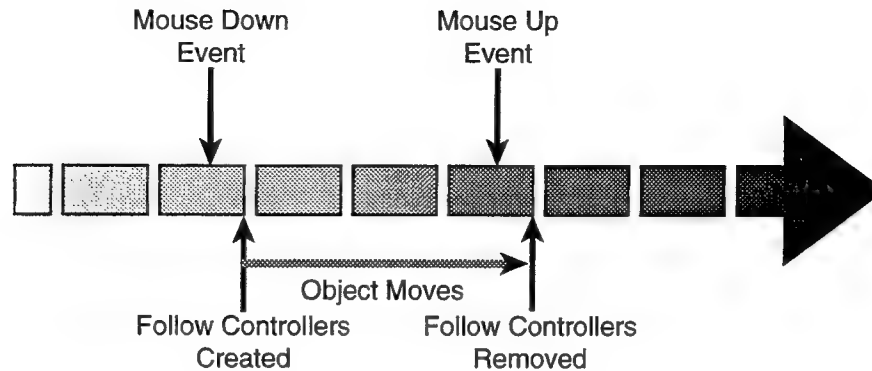 Mouse Down
Event
Mouse Up
Event
Object Moves
Follow Controllers
Created
Follow Controllers
Removed